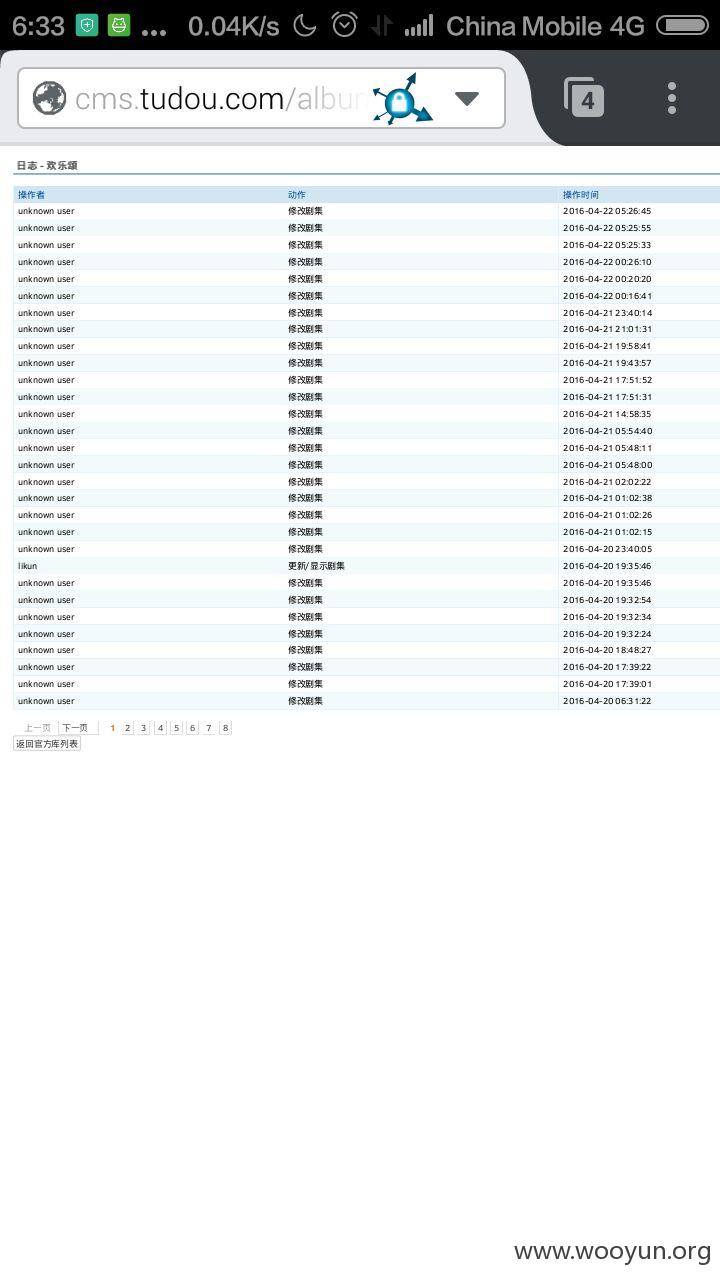 6:33 ... 0.04K/s China Mobile 4G
cms.tudou.com/albu 4
日志 - 欢乐颂
操作者 动作 操作时间
unknown user 修改剧集 2016-04-22 05:26:45
unknown user 修改剧集 2016-04-22 05:25:55
unknown user 修改剧集 2016-04-22 05:25:33
unknown user 修改剧集 2016-04-22 00:26:10
unknown user 修改剧集 2016-04-22 00:20:20
unknown user 修改剧集 2016-04-22 00:16:41
unknown user 修改剧集 2016-04-21 23:40:14
unknown user 修改剧集 2016-04-21 21:01:31
unknown user 修改剧集 2016-04-21 19:58:41
unknown user 修改剧集 2016-04-21 19:43:57
unknown user 修改剧集 2016-04-21 17:51:52
unknown user 修改剧集 2016-04-21 17:51:31
unknown user 修改剧集 2016-04-21 14:58:35
unknown user 修改剧集 2016-04-21 05:54:40
unknown user 修改剧集 2016-04-21 05:48:11
unknown user 修改剧集 2016-04-21 05:48:00
unknown user 修改剧集 2016-04-21 02:02:22
unknown user 修改剧集 2016-04-21 01:02:38
unknown user 修改剧集 2016-04-21 01:02:26
unknown user 修改剧集 2016-04-21 01:02:15
unknown user 修改剧集 2016-04-20 23:40:05
likun 更新/显示剧集 2016-04-20 19:35:46
unknown user 修改剧集 2016-04-20 19:35:46
unknown user 修改剧集 2016-04-20 19:32:54
unknown user 修改剧集 2016-04-20 19:32:34
unknown user 修改剧集 2016-04-20 19:32:24
unknown user 修改剧集 2016-04-20 18:48:27
unknown user 修改剧集 2016-04-20 17:39:22
unknown user 修改剧集 2016-04-20 17:39:01
unknown user 修改剧集 2016-04-20 06:31:22
上一页 下一页 1 2 3 4 5 6 7 8
返回官方库列表
www.wooyun.org